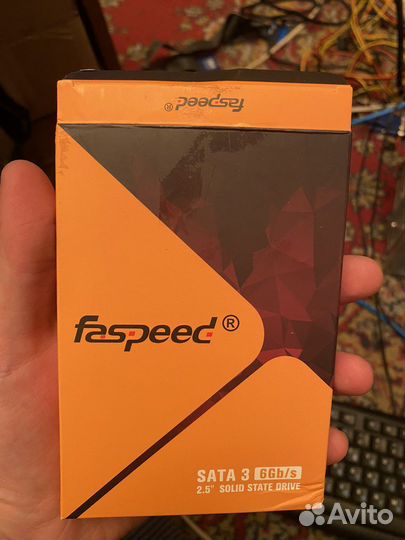 faspeed®
faspeed®
SATA 3 6Gb/s
2.5" SOLID STATE DRIVE
Avito